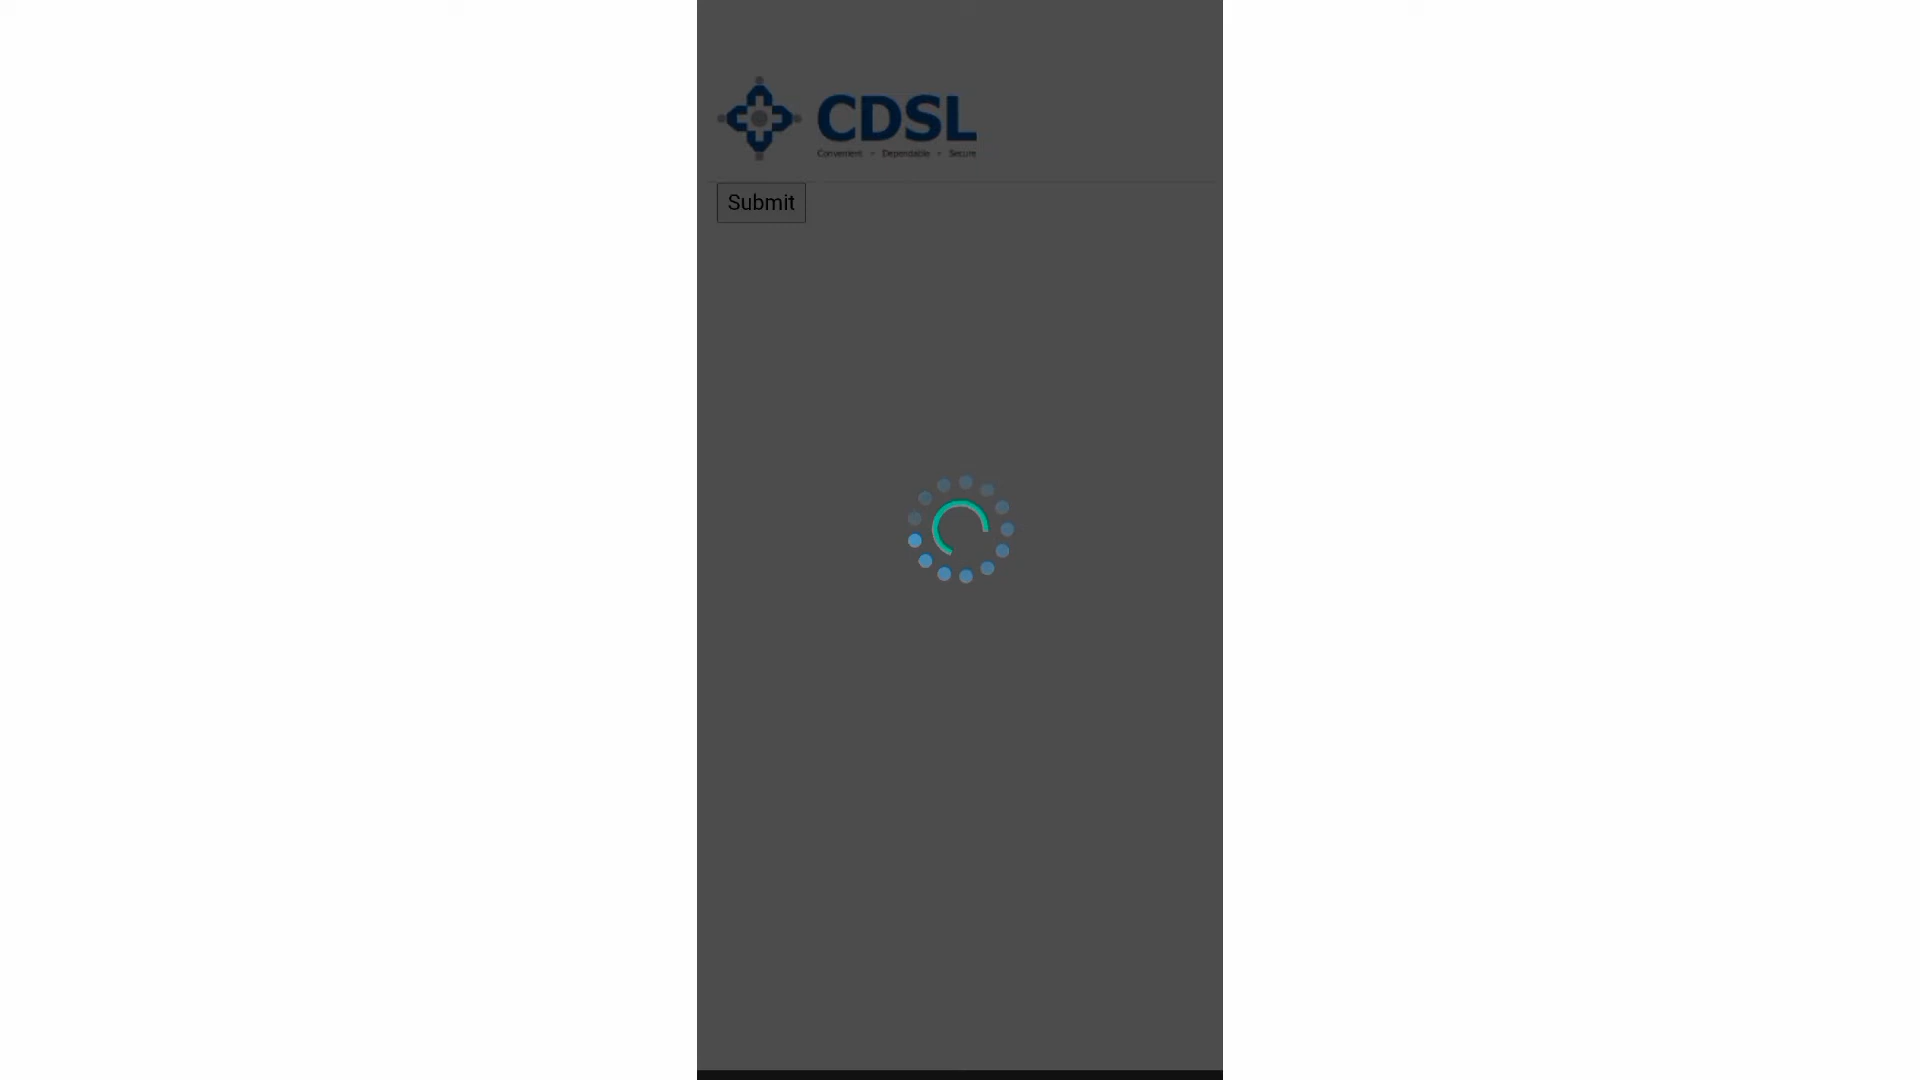 CDSL
Convenient - Dependable - Secure
Submit